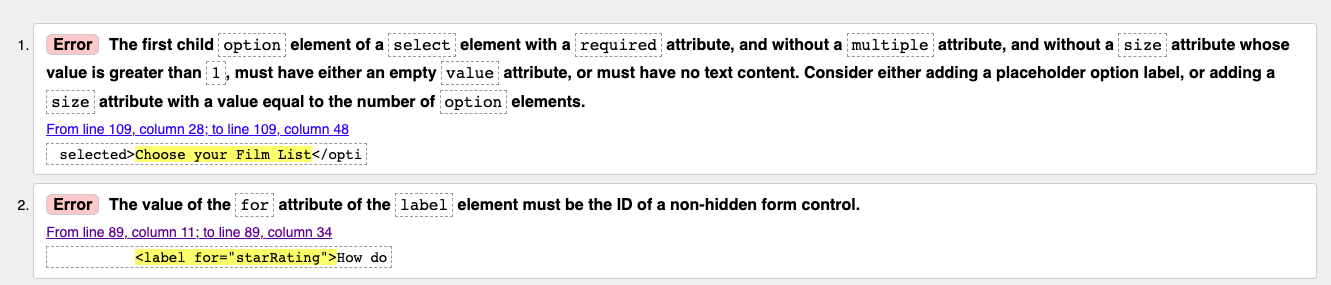 1. Error The first child option element of a select element with a required attribute, and without a multiple attribute, and without a size attribute whose
value is greater than 1, must have either an empty value attribute, or must have no text content. Consider either adding a placeholder option label, or adding a
size attribute with a value equal to the number of option elements.
From line 109, column 28; to line 109, column 48
selected>Choose your Film List</opti
2. Error The value of the for attribute of the label element must be the ID of a non-hidden form control.
From line 89, column 11; to line 89, column 34
<label for="starRating">How do